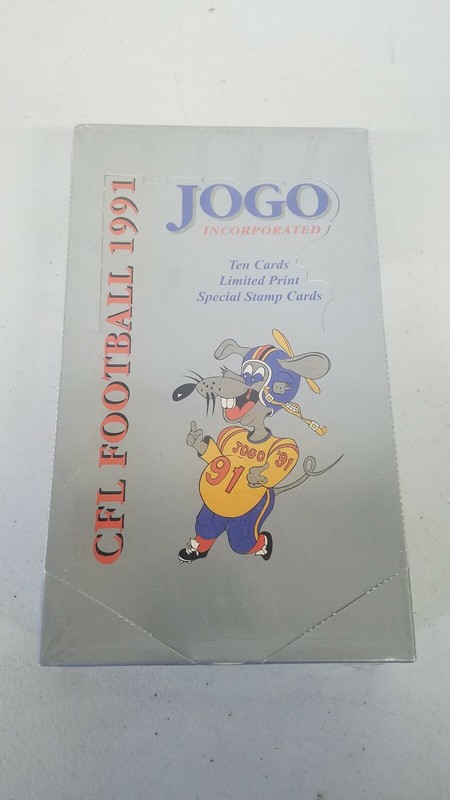 CFL FOOTBALL 1991
JOGO
INCORPORATED
Ten Cards
Limited Print
Special Stamp Cards
JOGO '91
91